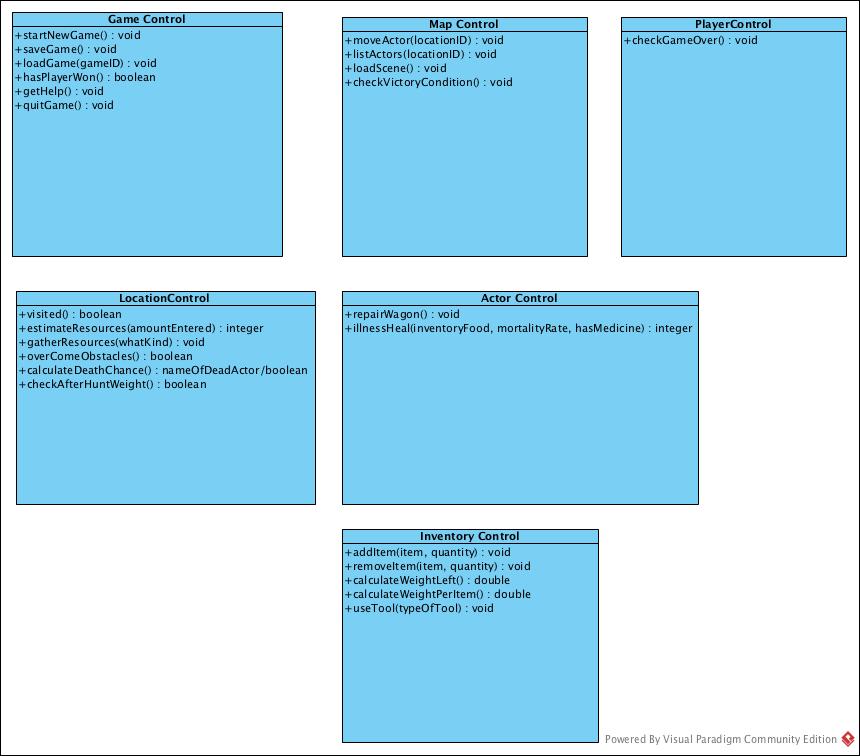 Game Control
+startNewGame() : void
+saveGame() : void
+loadGame(gameID) : void
+hasPlayerWon() : boolean
+getHelp() : void
+quitGame() : void
Map Control
+moveActor(locationID) : void
+listActors(locationID) : void
+loadScene() : void
+checkVictoryCondition() : void
PlayerControl
+checkGameOver() : void
LocationControl
+visited() : boolean
+estimateResources(amountEntered) : integer
+gatherResources(whatKind) : void
+overComeObstacles() : boolean
+calculateDeathChance() : nameOfDeadActor/boolean
+checkAfterHuntWeight() : boolean
Actor Control
+repairWagon() : void
+illnessHeal(inventoryFood, mortalityRate, hasMedicine) : integer
Inventory Control
+addItem(item, quantity) : void
+removeItem(item, quantity) : void
+calculateWeightLeft() : double
+calculateWeightPerItem() : double
+useTool(typeOfTool) : void
Powered By Visual Paradigm Community Edition